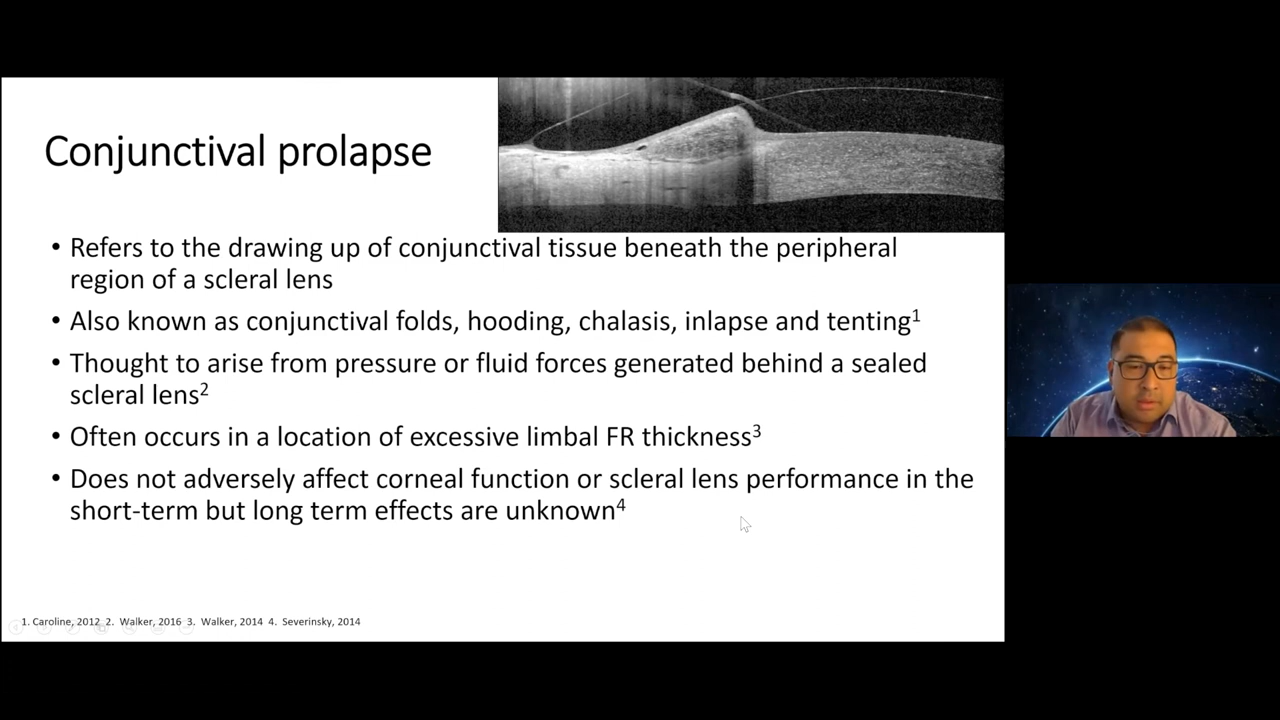 Conjunctival prolapse
• Refers to the drawing up of conjunctival tissue beneath the peripheral
region of a scleral lens
• Also known as conjunctival folds, hooding, chalasis, inlapse and tenting¹
• Thought to arise from pressure or fluid forces generated behind a sealed
scleral lens²
• Often occurs in a location of excessive limbal FR thickness³
• Does not adversely affect corneal function or scleral lens performance in the
short-term but long term effects are unknown⁴
1. Caroline, 2012 2. Walker, 2016 3. Walker, 2014 4. Severinsky, 2014